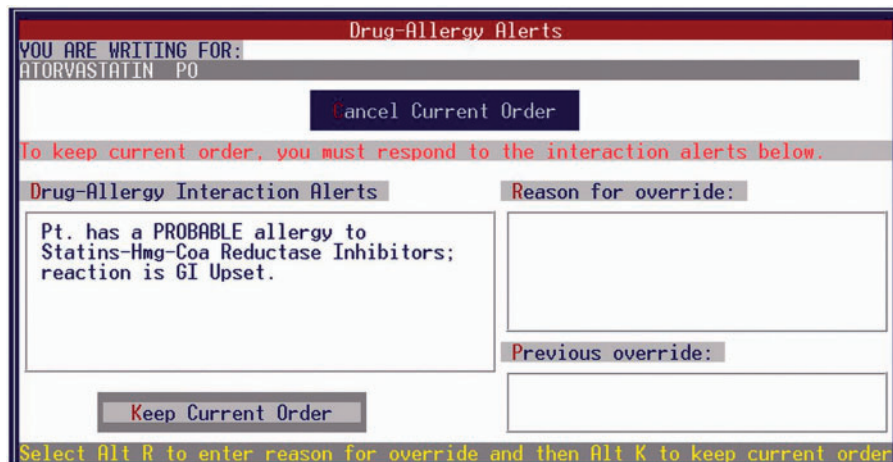 Drug-Allergy Alerts
YOU ARE WRITING FOR:
ATORVASTATIN PO
Cancel Current Order
To keep current order, you must respond to the interaction alerts below.
Drug-Allergy Interaction Alerts
Pt. has a PROBABLE allergy to
Statins-Hmg-Coa Reductase Inhibitors;
reaction is GI Upset.
Reason for override:
Previous override:
Keep Current Order
Select Alt R to enter reason for override and then Alt K to keep current order